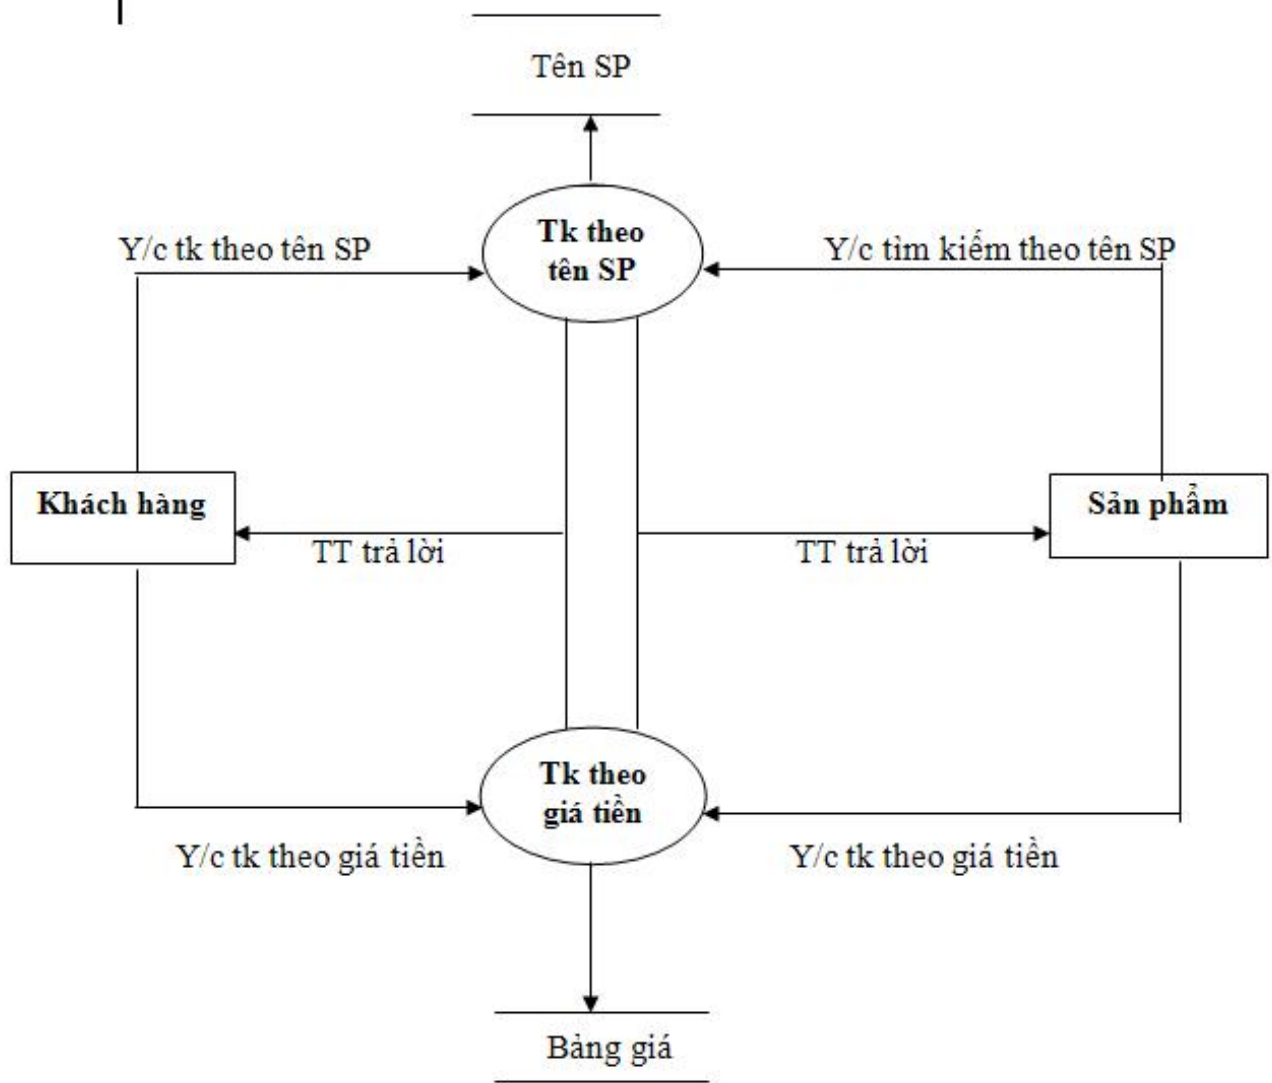 Tên SP
Tk theo
tên SP
Y/c tk theo tên SP
Y/c tìm kiếm theo tên SP
Khách hàng
Sản phẩm
TT trả lời
TT trả lời
Tk theo
giá tiền
Y/c tk theo giá tiền
Y/c tk theo giá tiền
Bảng giá